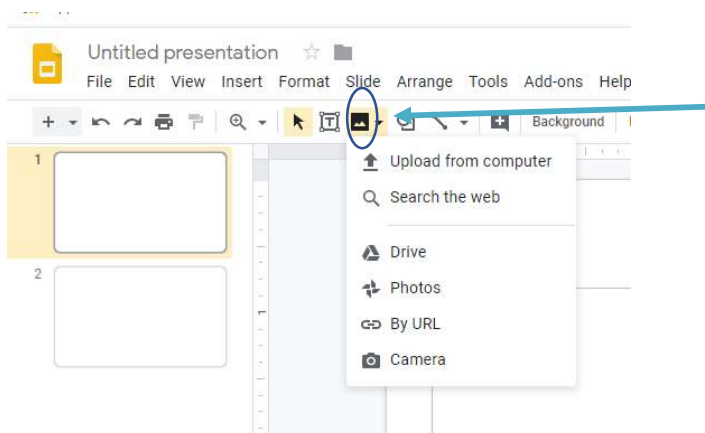 Untitled presentation
File Edit View Insert Format Slide Arrange Tools Add-ons Help
Background
1
Upload from computer
Search the web
Drive
2
Photos
By URL
1
Camera